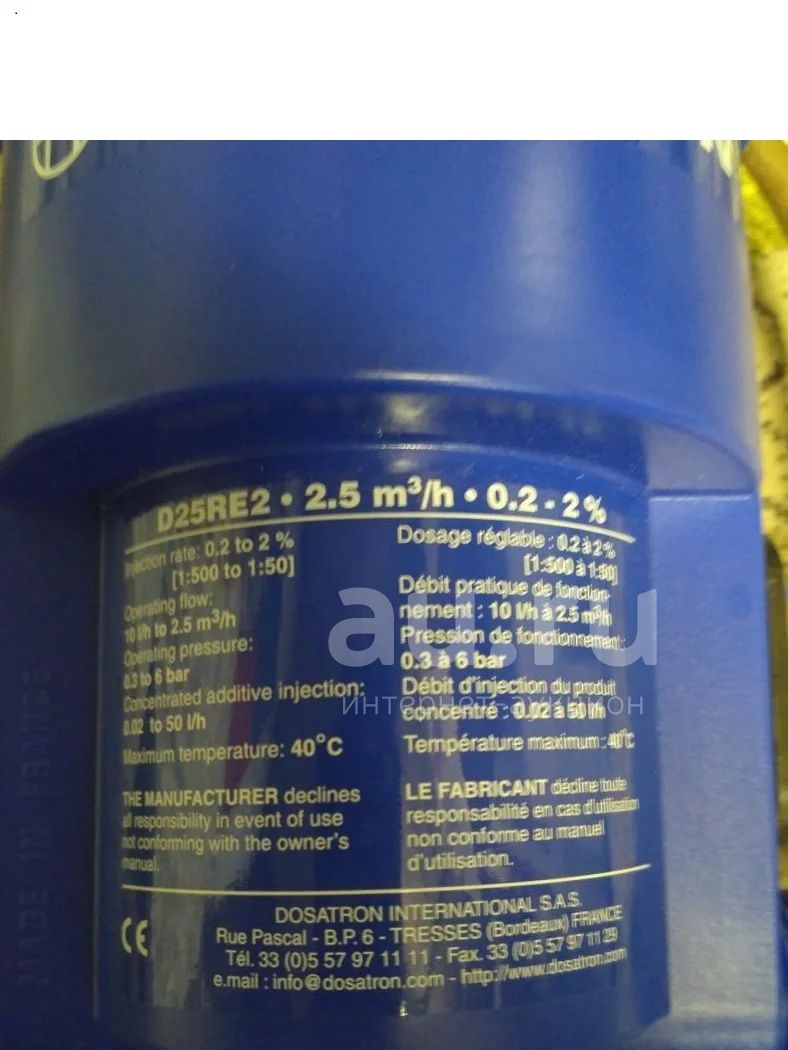 D25RE2 • 2.5 m³/h • 0.2 - 2 %
Injection rate: 0.2 to 2 %
[1:500 to 1:50]
Operating flow:
10 l/h to 2.5 m³/h
Operating pressure:
0.3 to 6 bar
Concentrated additive injection:
0.02 to 50 l/h
Maximum temperature: 40°C
THE MANUFACTURER declines
all responsibility in event of use
not conforming with the owner's
manual.
Dosage réglable : 0.2 à 2 %
[1:500 à 1:50]
Débit pratique de fonction-
nement : 10 l/h à 2.5 m³/h
Pression de fonctionnement:
0.3 à 6 bar
Débit d'injection du produit
concentré : 0.02 à 50 l/h
Température maximum : 40°C
LE FABRICANT décline toute
responsabilité en cas d'utilisation
non conforme au manuel
d'utilisation.
CE
DOSATRON INTERNATIONAL S.A.S.
Rue Pascal - B.P. 6 - TRESSES (Bordeaux) FRANCE
Tél. 33 (0)5 57 97 11 11 - Fax. 33 (0)5 57 97 11 29
e.mail : info@dosatron.com - http://www.dosatron.com
MADE IN FRANCE
au.ru
интернет-аукцион